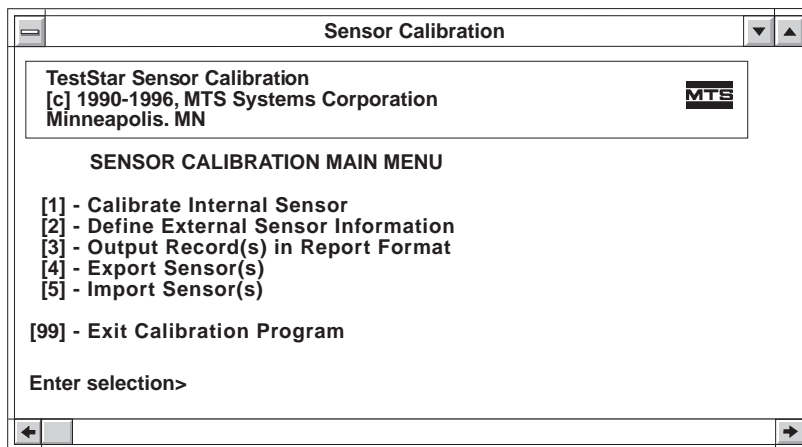 Sensor Calibration
TestStar Sensor Calibration
[c] 1990-1996, MTS Systems Corporation
Minneapolis. MN
MTS
SENSOR CALIBRATION MAIN MENU
[1] - Calibrate Internal Sensor
[2] - Define External Sensor Information
[3] - Output Record(s) in Report Format
[4] - Export Sensor(s)
[5] - Import Sensor(s)
[99] - Exit Calibration Program
Enter selection>